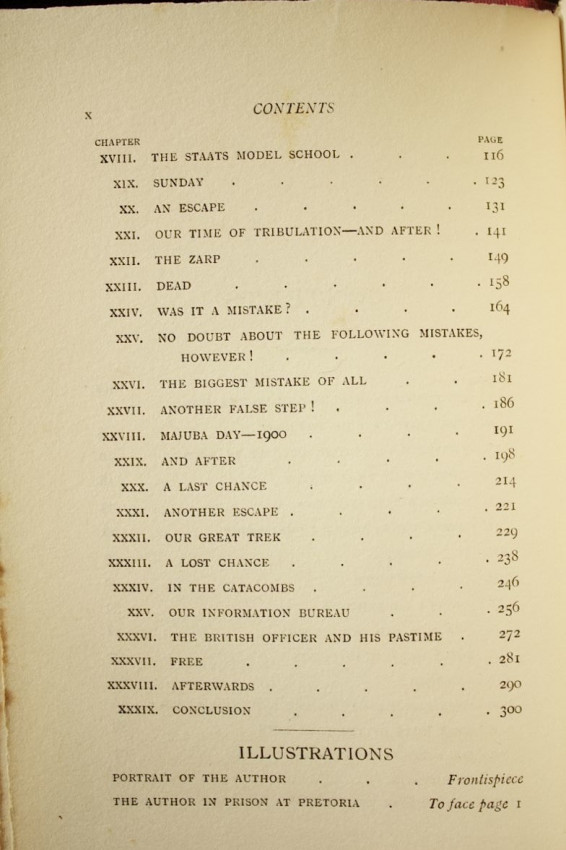 x CONTENTS
CHAPTER PAGE
XVIII. THE STAATS MODEL SCHOOL . . . 116
XIX. SUNDAY . . . . . . 123
XX. AN ESCAPE . . . . . 131
XXI. OUR TIME OF TRIBULATION—AND AFTER! . 141
XXII. THE ZARP . . . . . 149
XXIII. DEAD . . . . . . 158
XXIV. WAS IT A MISTAKE? . . . . 164
XXV. NO DOUBT ABOUT THE FOLLOWING MISTAKES,
HOWEVER! . . . . . 172
XXVI. THE BIGGEST MISTAKE OF ALL . . 181
XXVII. ANOTHER FALSE STEP! . . . . 186
XXVIII. MAJUBA DAY—1900 . . . . 191
XXIX. AND AFTER . . . . . 198
XXX. A LAST CHANCE . . . . 214
XXXI. ANOTHER ESCAPE . . . . . 221
XXXII. OUR GREAT TREK . . . . 229
XXXIII. A LOST CHANCE . . . . . 238
XXXIV. IN THE CATACOMBS . . . . 246
XXV. OUR INFORMATION BUREAU . . . 256
XXXVI. THE BRITISH OFFICER AND HIS PASTIME . 272
XXXVII. FREE . . . . . . 281
XXXVIII. AFTERWARDS . . . . . 290
XXXIX. CONCLUSION . . . . . 300
ILLUSTRATIONS
PORTRAIT OF THE AUTHOR . . . Frontispiece
THE AUTHOR IN PRISON AT PRETORIA . To face page 1